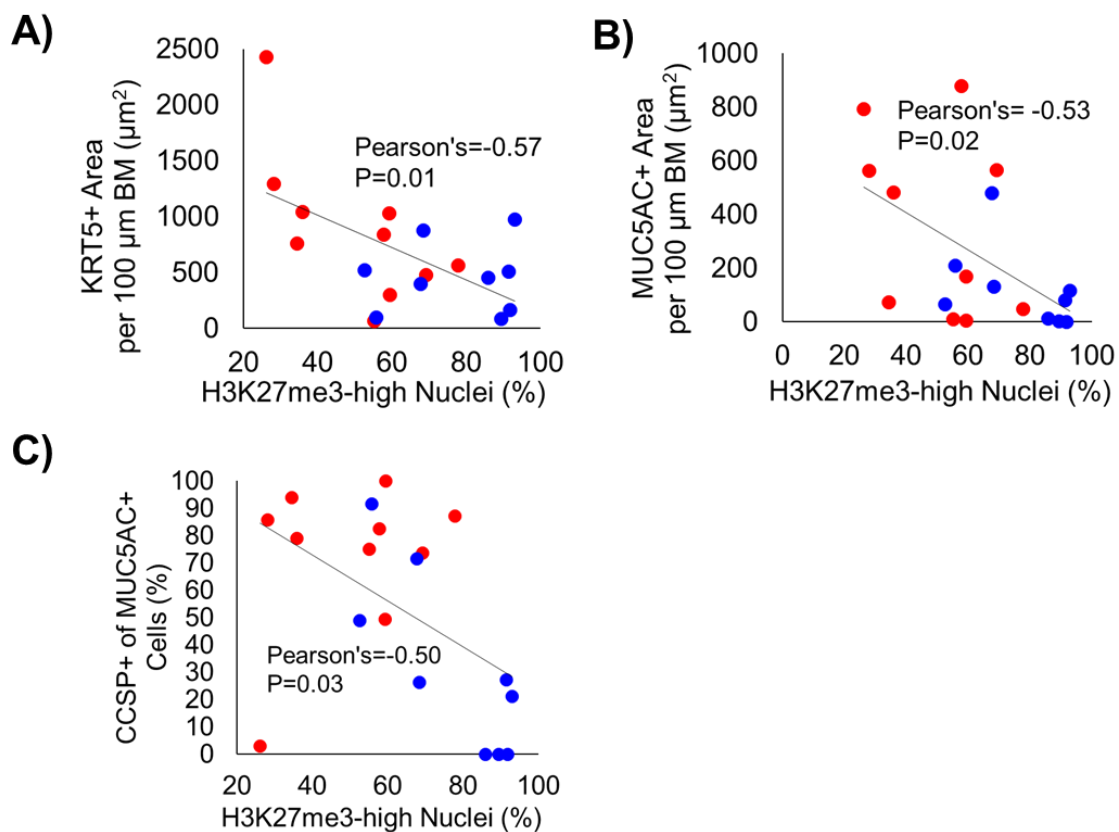 A)
KRT5+ Area
per 100 µm BM (µm²)
2500
2000
1500
1000
500
0
Pearson's=-0.57
P=0.01
20 40 60 80 100
H3K27me3-high Nuclei (%)
B)
MUC5AC+ Area
per 100 µm BM (µm²)
1000
800
600
400
200
0
Pearson's= -0.53
P=0.02
0 20 40 60 80 100
H3K27me3-high Nuclei (%)
C)
CCSP+ of MUC5AC+
Cells (%)
100
90
80
70
60
50
40
30
20
10
0
Pearson's=-0.50
P=0.03
20 40 60 80 100
H3K27me3-high Nuclei (%)